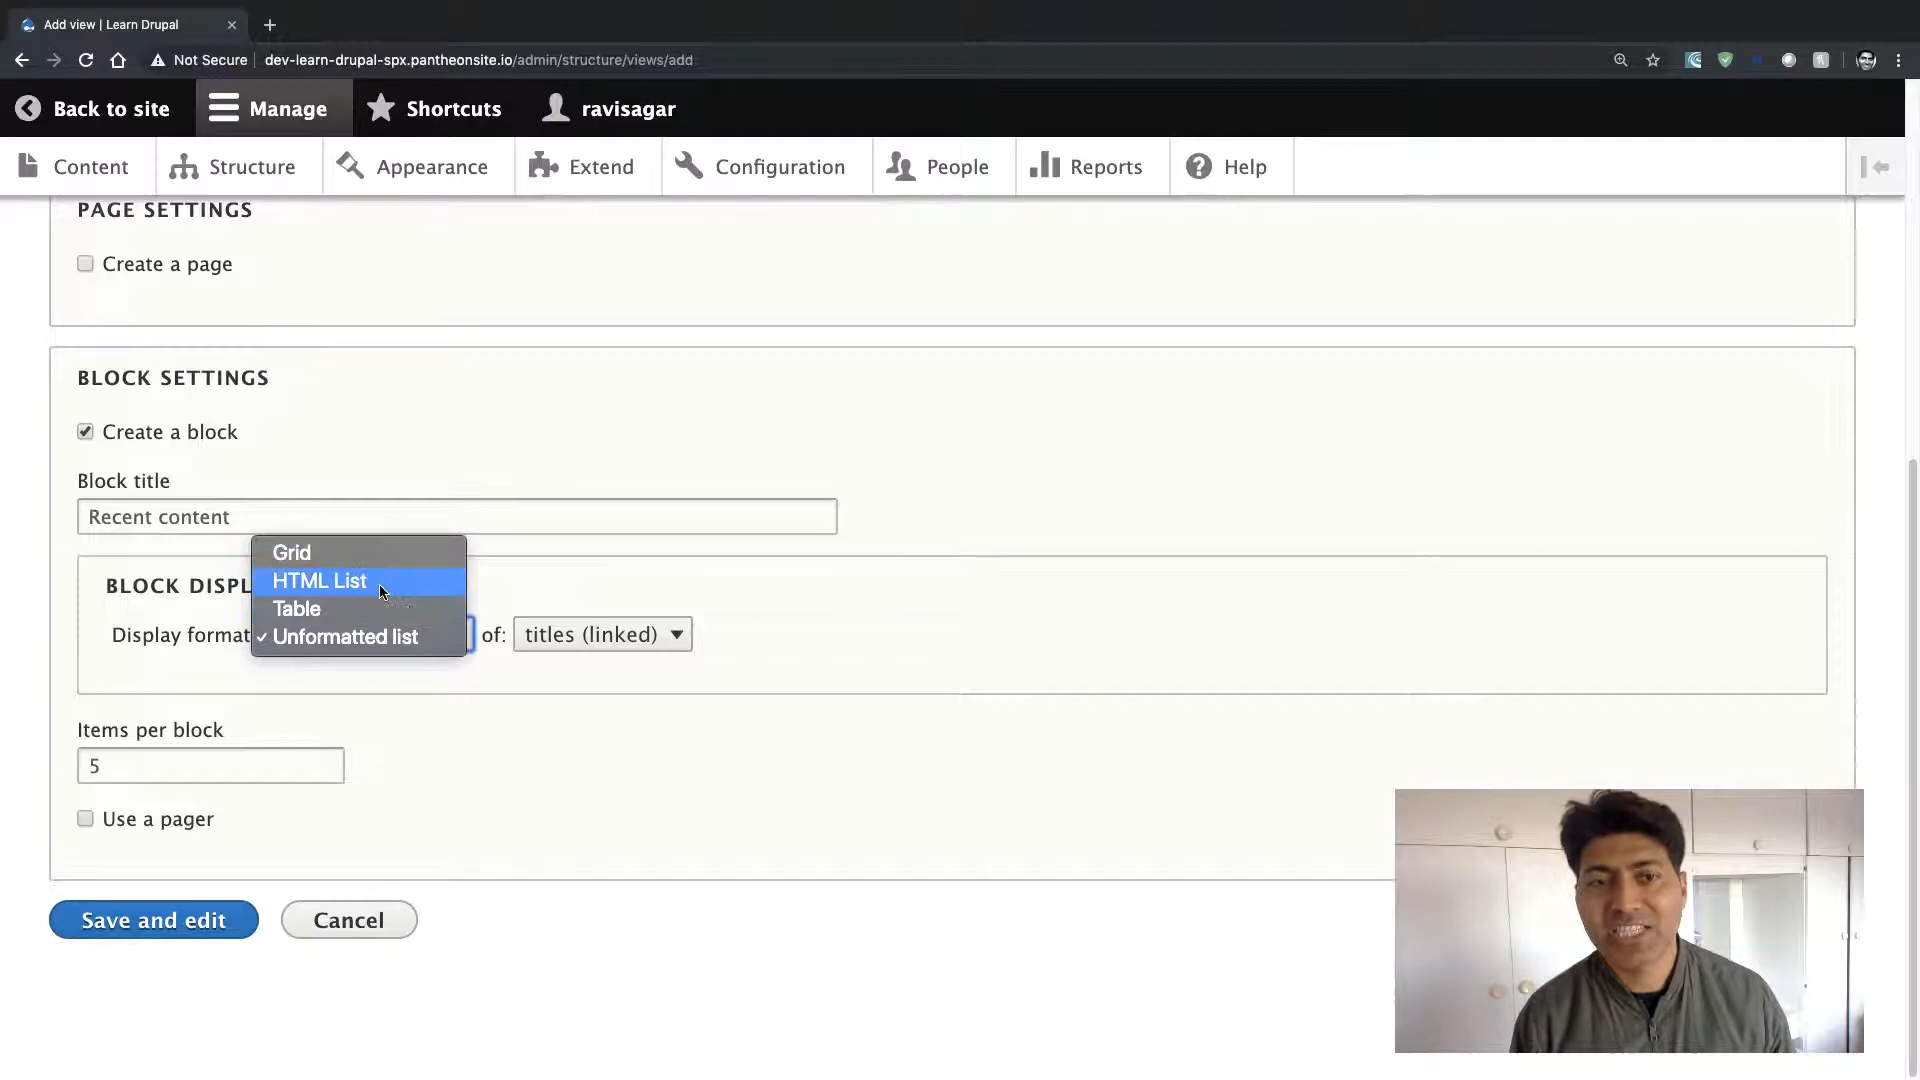 Add view | Learn Drupal
Not Secure dev-learn-drupal-spx.pantheonsite.io/admin/structure/views/add
Back to site Manage Shortcuts ravisagar
Content Structure Appearance Extend Configuration People Reports Help
PAGE SETTINGS
Create a page
BLOCK SETTINGS
Create a block
Block title
Recent content
Grid
BLOCK DISPL HTML List
Table
Display format Unformatted list of: titles (linked)
Items per block
5
Use a pager
Save and edit Cancel